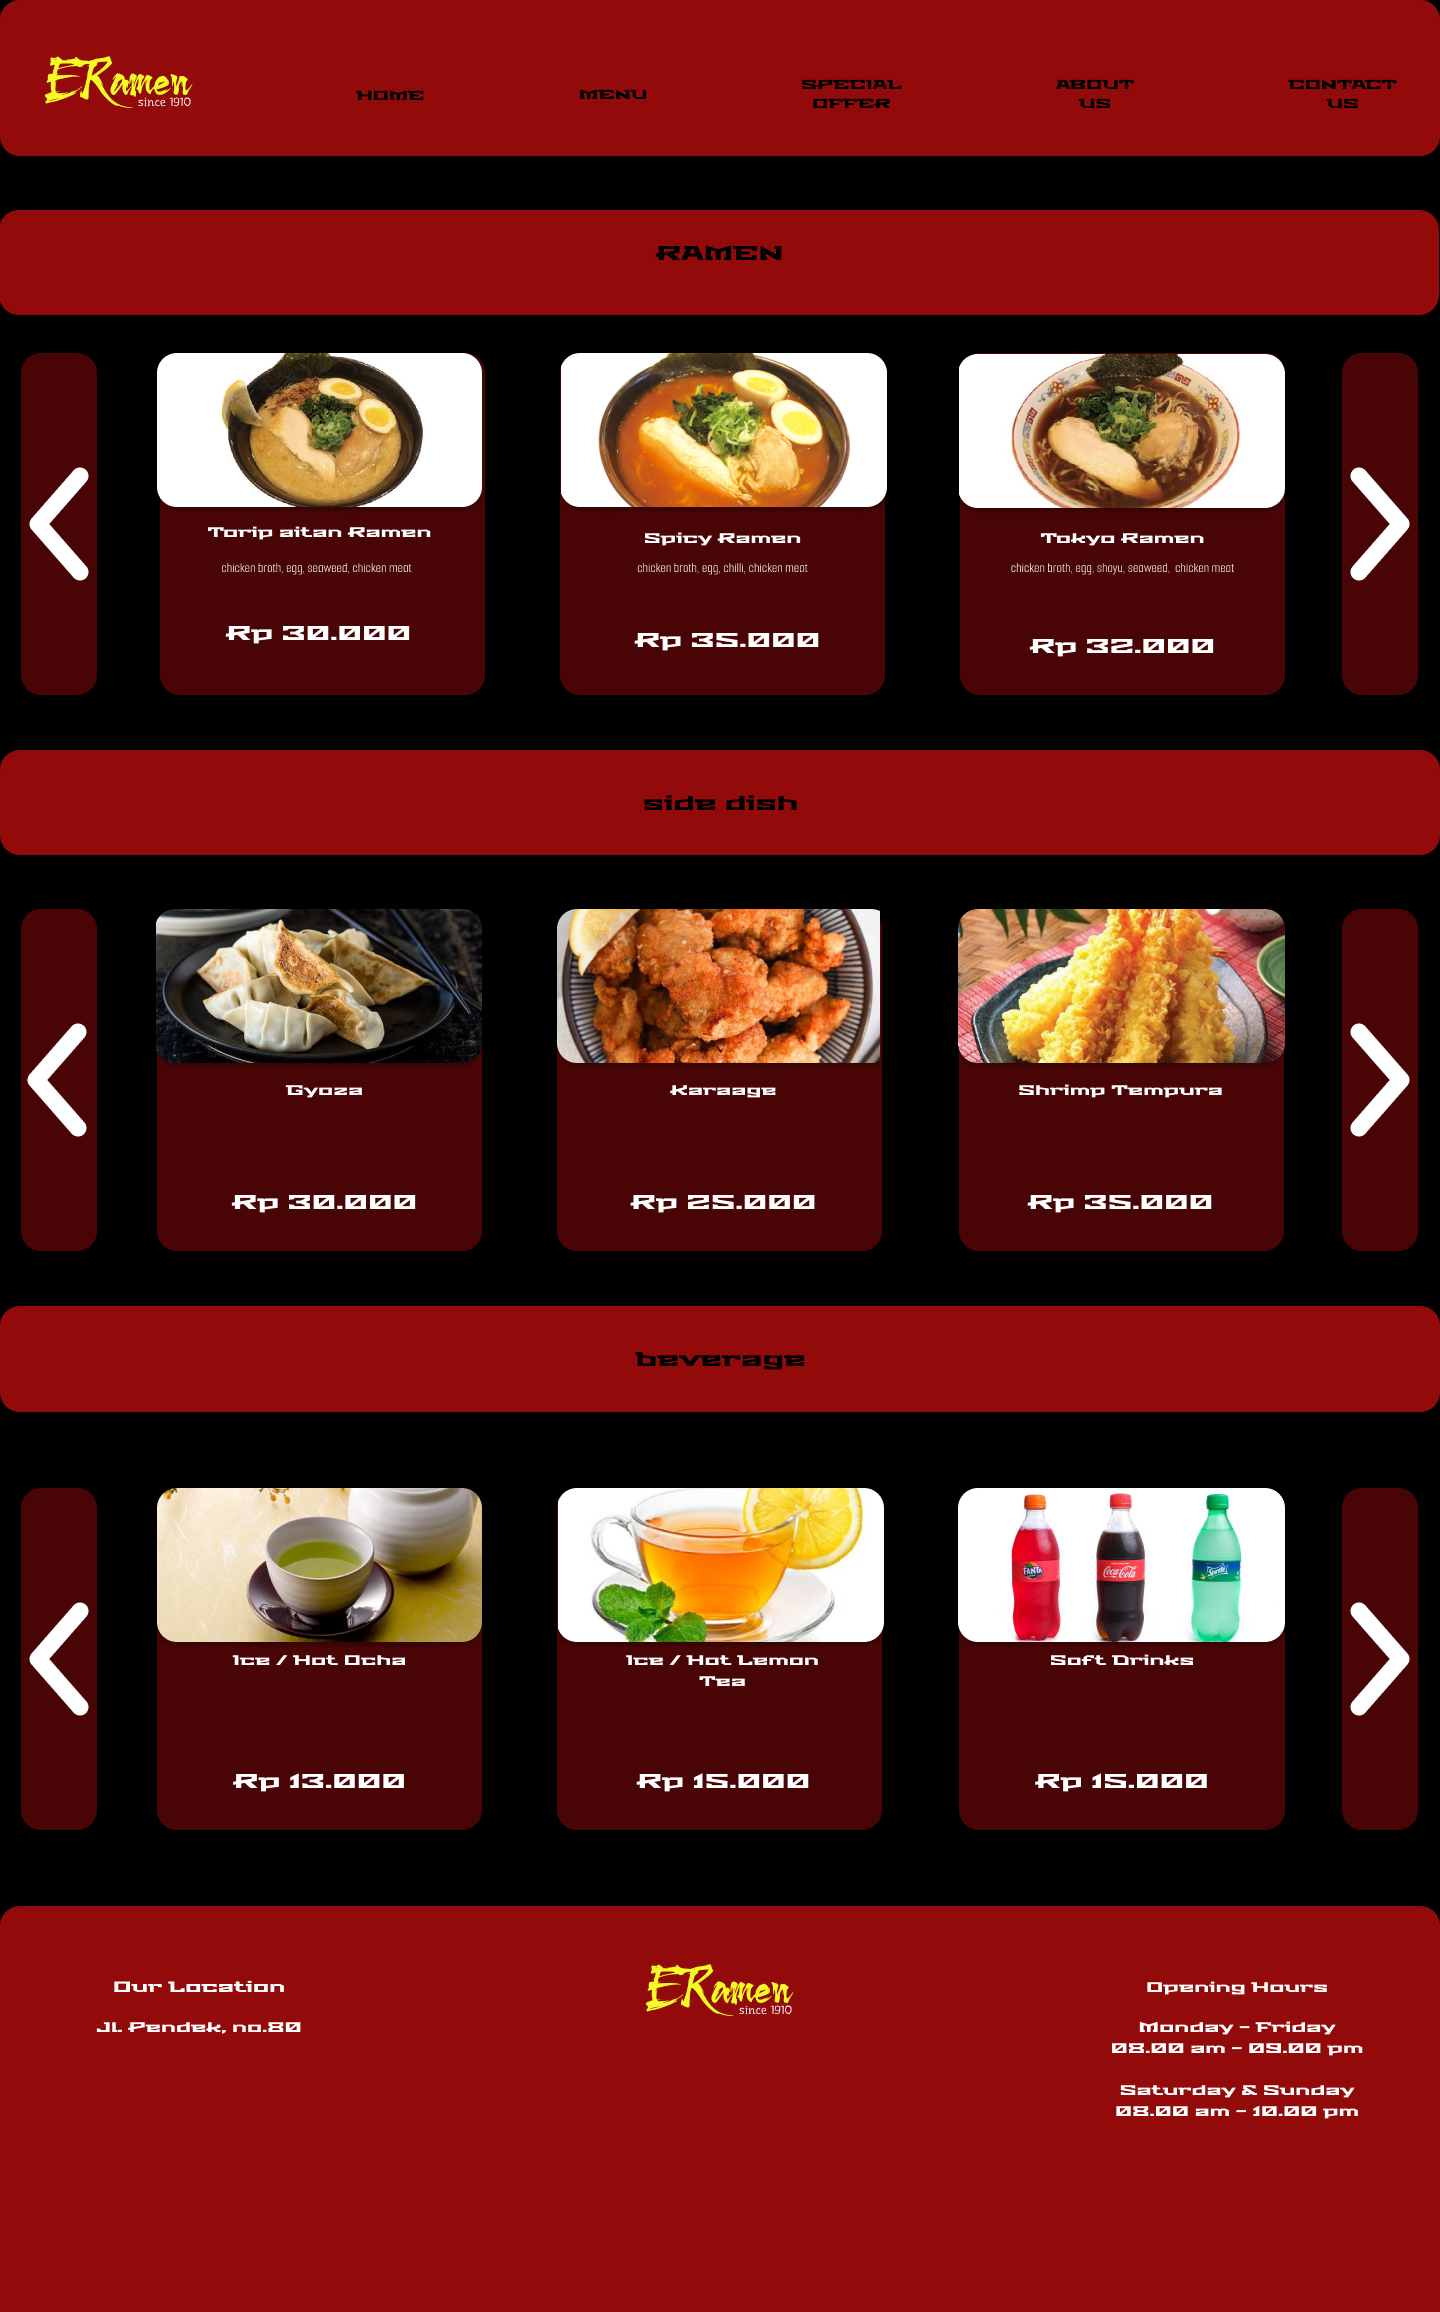 ERamen
since 1910
HOME
MENU
SPECIAL
OFFER
ABOUT
US
CONTACT
US
RAMEN
Torip aitan Ramen
chicken broth, egg, seaweed, chicken meat
Rp 30.000
Spicy Ramen
chicken broth, egg, chilli, chicken meat
Rp 35.000
Tokyo Ramen
chicken broth, egg, shoyu, seaweed, chicken meat
Rp 32.000
side dish
Gyoza
Rp 30.000
Karaage
Rp 25.000
Shrimp Tempura
Rp 35.000
beverage
Ice / Hot Ocha
Rp 13.000
Ice / Hot Lemon
Tea
Rp 15.000
FANTA
Coca-Cola
Sprite
Soft Drinks
Rp 15.000
Our Location
Jl. Pendek, no.80
ERamen
since 1910
Opening Hours
Monday - Friday
08.00 am - 09.00 pm
Saturday & Sunday
08.00 am - 10.00 pm